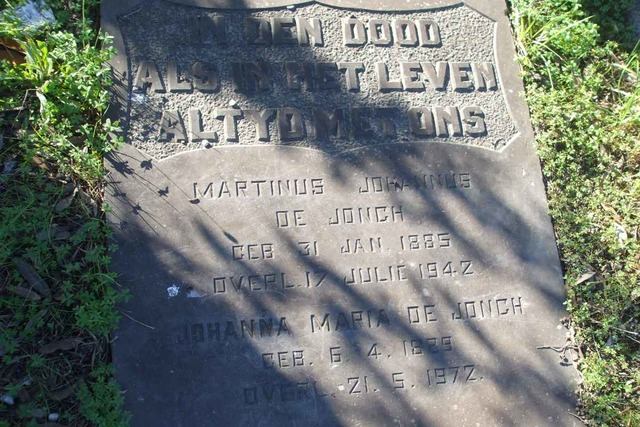 IN DEN DOOD
ALS IN HET LEVEN
ALTYD MET ONS
MARTINUS JOHANNUS
DE JONGH
GEB 31 JAN. 1885
OVERL. 17 JULIE 1942
JOHANNA MARIA DE JONGH
GEB. 6. 4. 1889
OVERL. 21. 5. 1972.